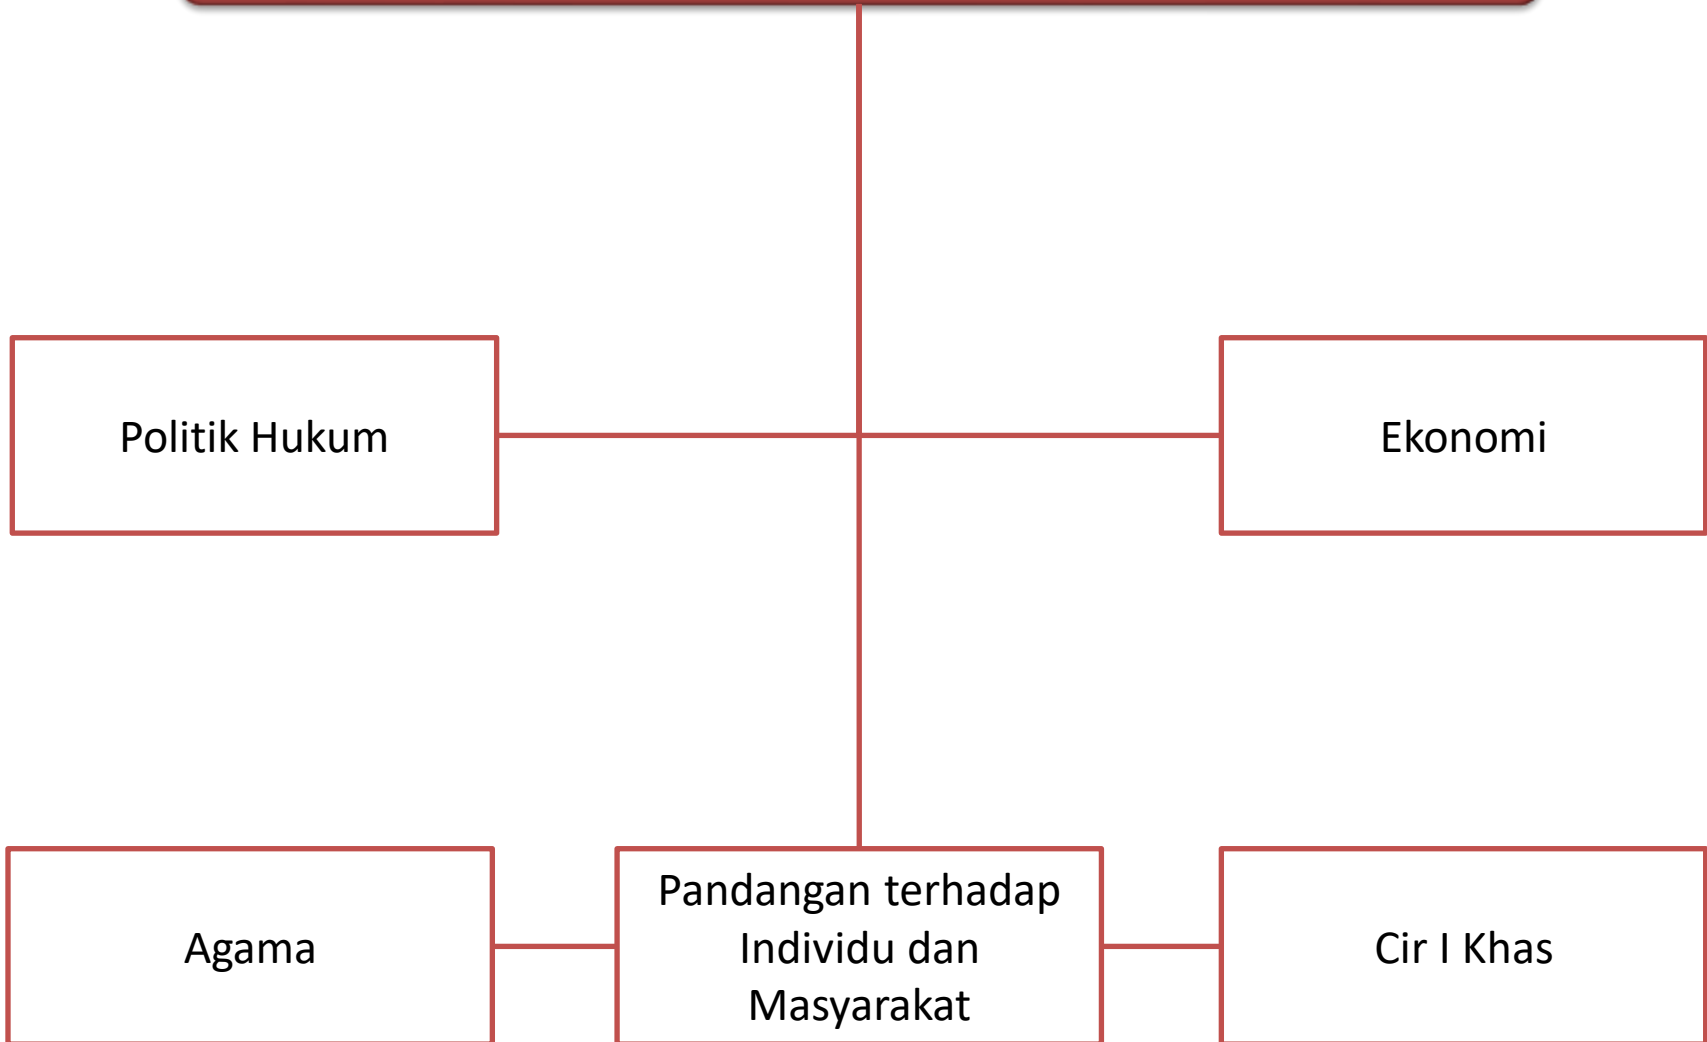 Politik Hukum
Ekonomi
Agama
Pandangan terhadap
Individu dan
Masyarakat
Cir I Khas